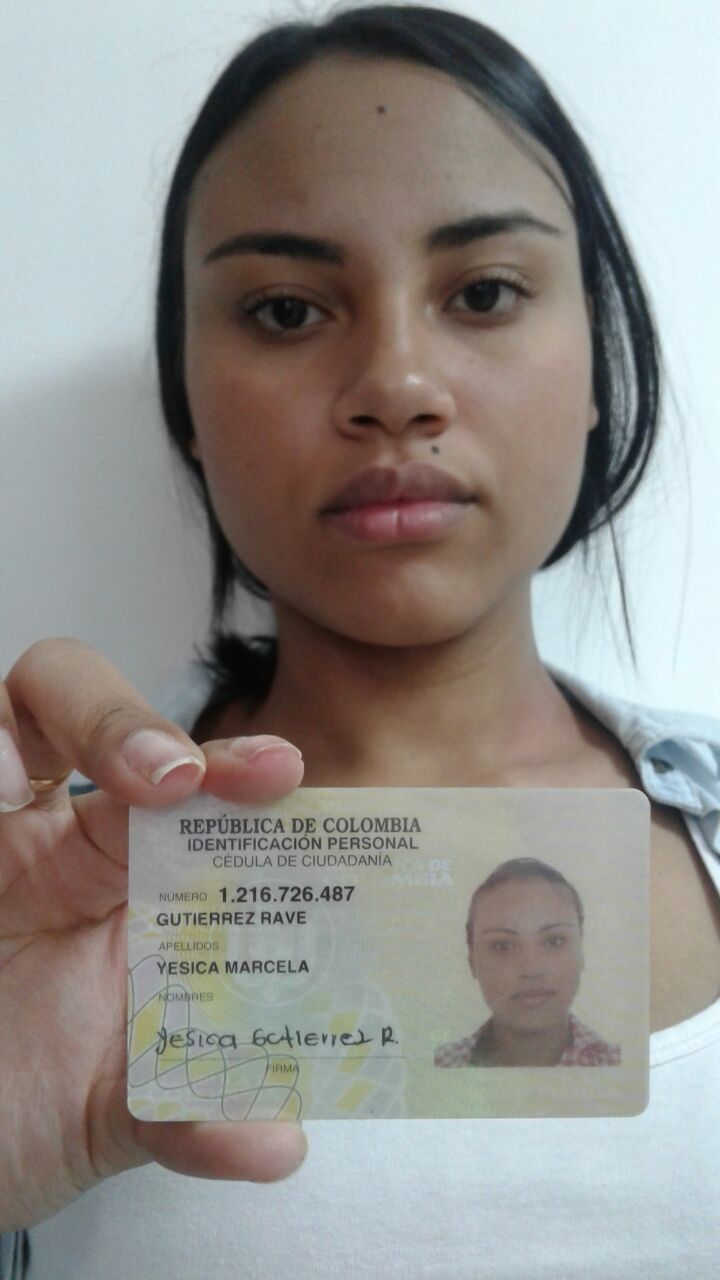 REPÚBLICA DE COLOMBIA
IDENTIFICACIÓN PERSONAL
CÉDULA DE CIUDADANÍA
NÚMERO 1.216.726.487
GUTIERREZ RAVE
APELLIDOS
YESICA MARCELA
NOMBRES
Yesica Gutierrez R.
FIRMA